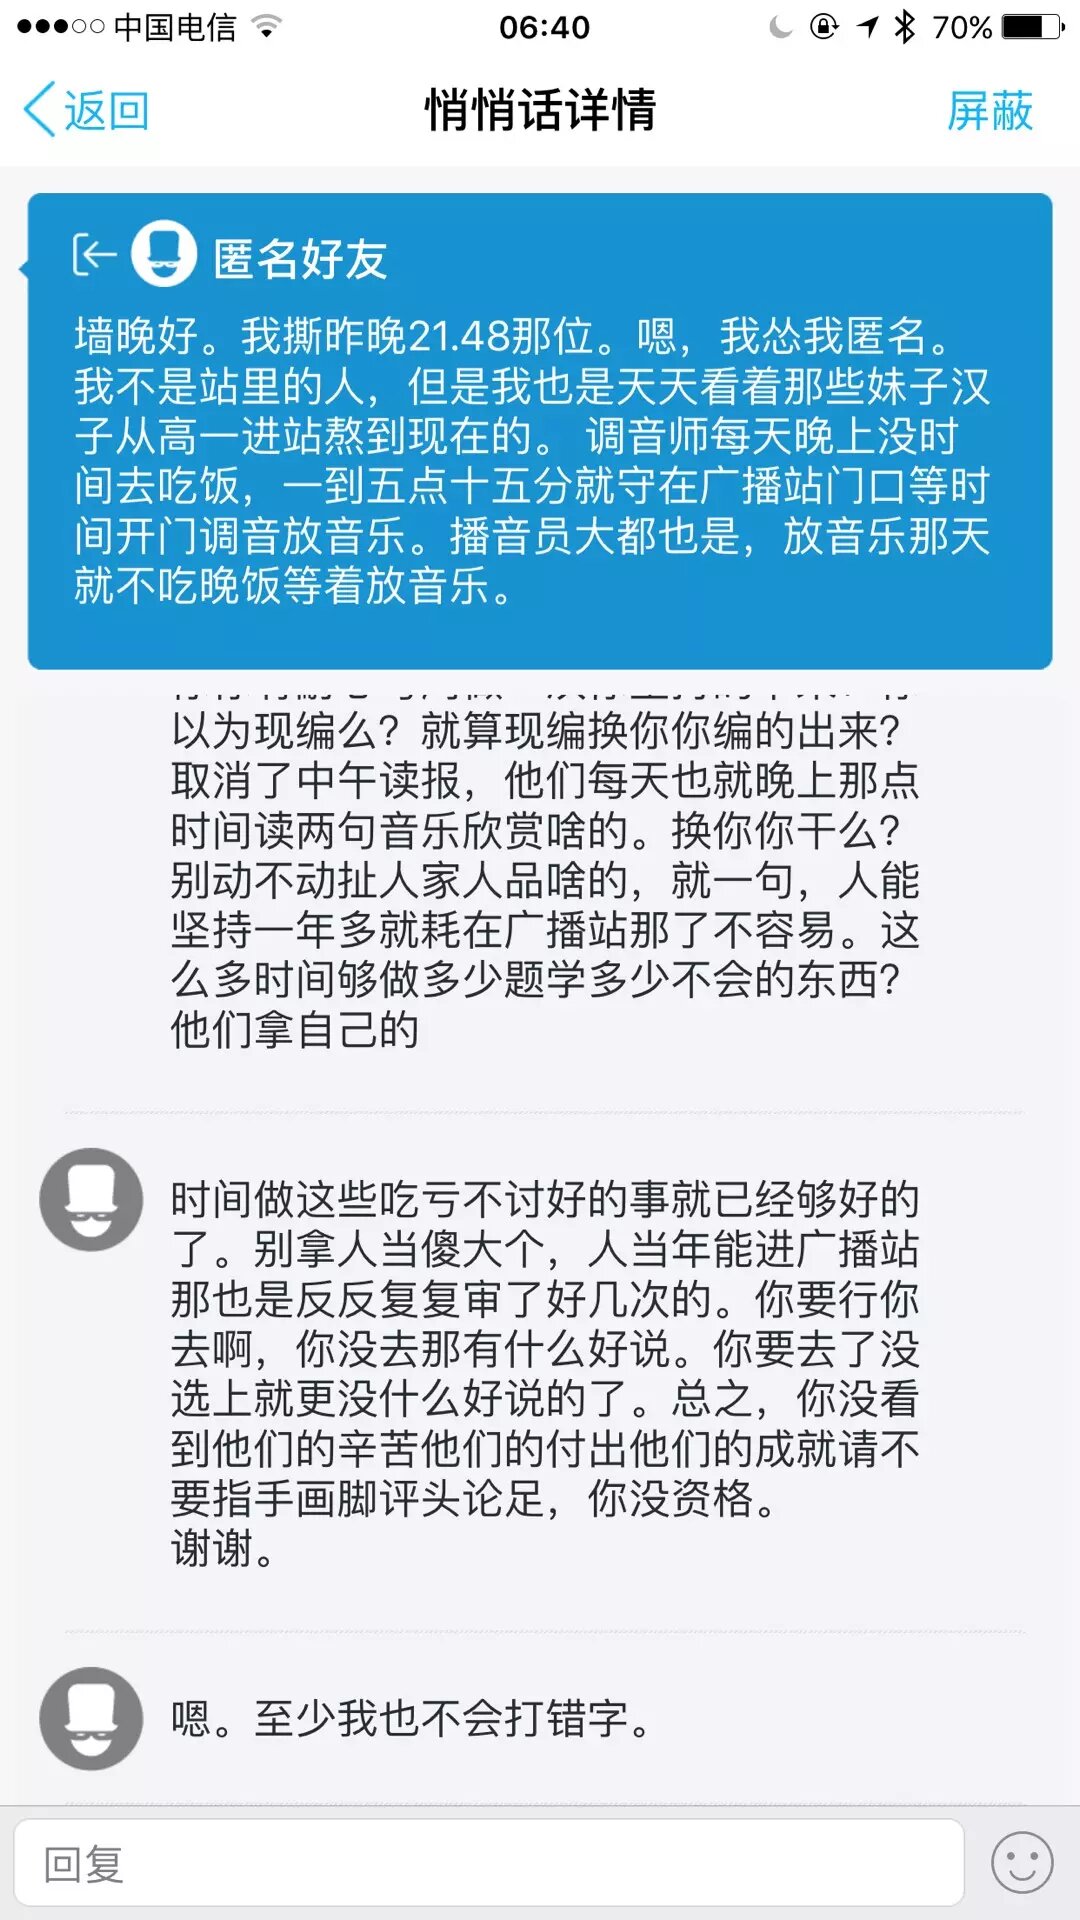 中国电信
06:40
70%
返回
悄悄话详情
屏蔽
匿名好友
墙晚好。我撕昨晚21.48那位。嗯，我怂我匿名。
我不是站里的人，但是我也是天天看着那些妹子汉
子从高一进站熬到现在的。 调音师每天晚上没时
间去吃饭，一到五点十五分就守在广播站门口等时
间开门调音放音乐。播音员大都也是，放音乐那天
就不吃晚饭等着放音乐。
以为现编么？就算现编换你你编的出来？
取消了中午读报，他们每天也就晚上那点
时间读两句音乐欣赏啥的。换你你干么？
别动不动扯人家人品啥的，就一句，人能
坚持一年多就耗在广播站那了不容易。这
么多时间够做多少题学多少不会的东西？
他们拿自己的
时间做这些吃亏不讨好的事就已经够好的
了。别拿人当傻大个，人当年能进广播站
那也是反反复复审了好几次的。你要行你
去啊，你没去那有什么好说。你要去了没
选上就更没什么好说的了。总之，你没看
到他们的辛苦他们的付出他们的成就请不
要指手画脚评头论足，你没资格。
谢谢。
嗯。至少我也不会打错字。
回复